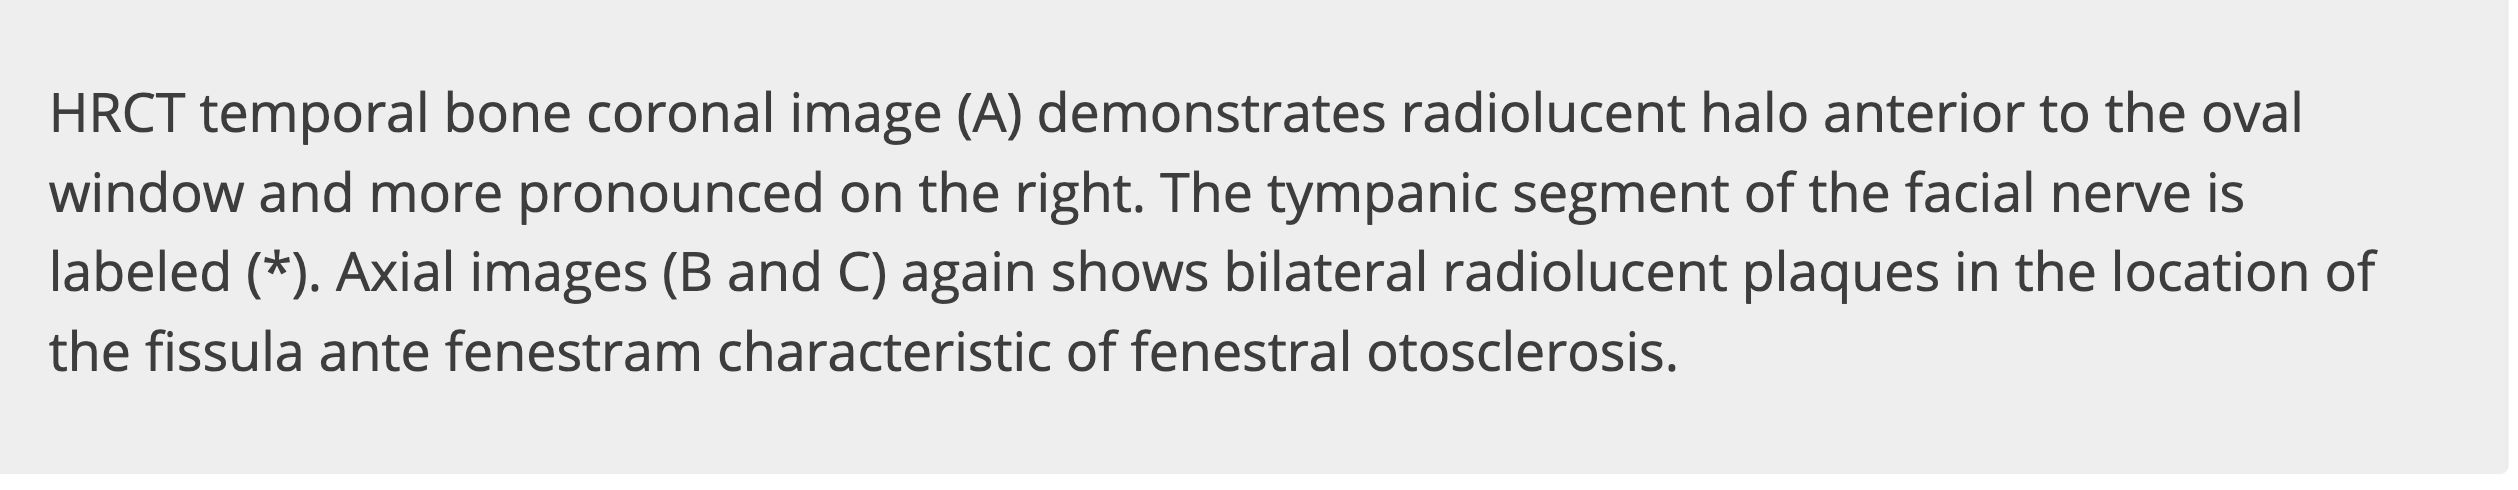 HRCT temporal bone coronal image (A) demonstrates radiolucent halo anterior to the oval
window and more pronounced on the right. The tympanic segment of the facial nerve is
labeled (*). Axial images (B and C) again shows bilateral radiolucent plaques in the location of
the fissula ante fenestram characteristic of fenestral otosclerosis.